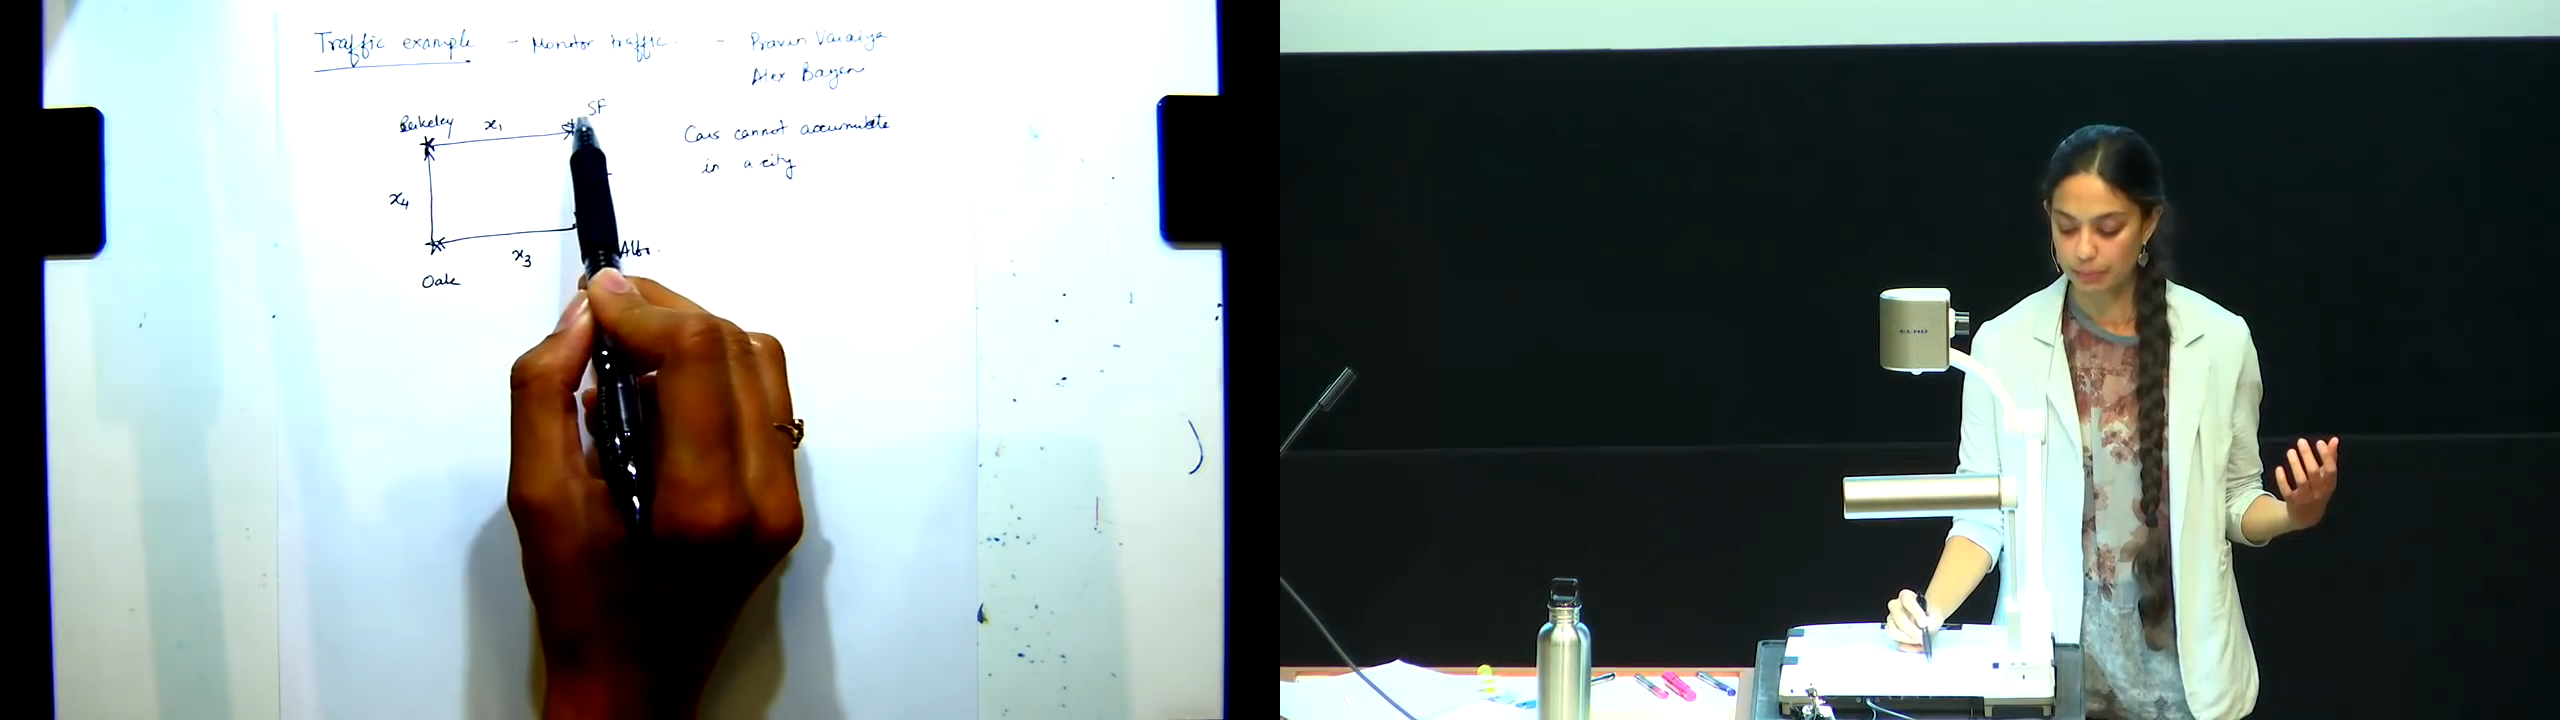 Traffic example - Monitor traffic. - Pravin Varaiya
Alex Bayen
SF
Berkeley x₁
Cars cannot accumulate
in a city.
x₄
x₃
Oak
ELMO